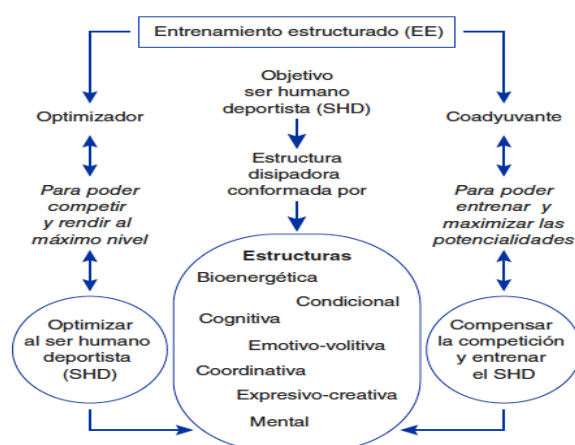 Entrenamiento estructurado (EE)
Optimizador
Para poder
competir
y rendir al
máximo nivel
Optimizar
al ser humano
deportista
(SHD)
Objetivo
ser humano
deportista (SHD)
Estructura
disipadora
conformada por
Estructuras
Bioenergética
Condicional
Cognitiva
Emotivo-volitiva
Coordinativa
Expresivo-creativa
Mental
Coadyuvante
Para poder
entrenar y
maximizar las
potencialidades
Compensar
la competición
y entrenar
el SHD